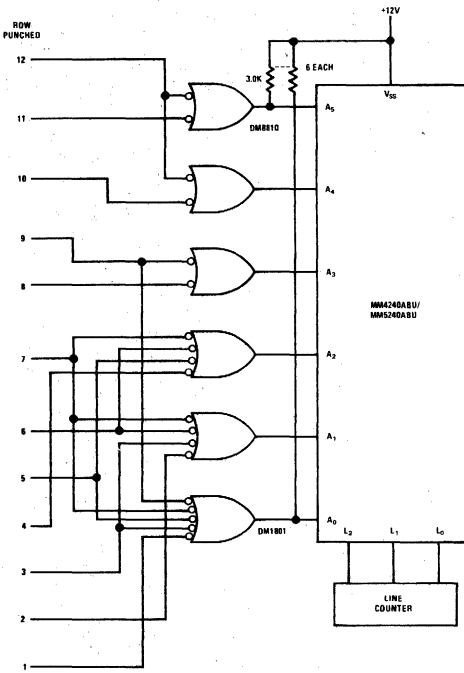 +12V
ROW
PUNCHED
12
6 EACH
3.0K
VSS
11
DM8810
A5
10
A4
9
A3
8
MM4240ABU/
MM5240ABU
7
A2
6
A1
5
4
DM1801
A0
L2 L1 L0
3
LINE
COUNTER
2
1